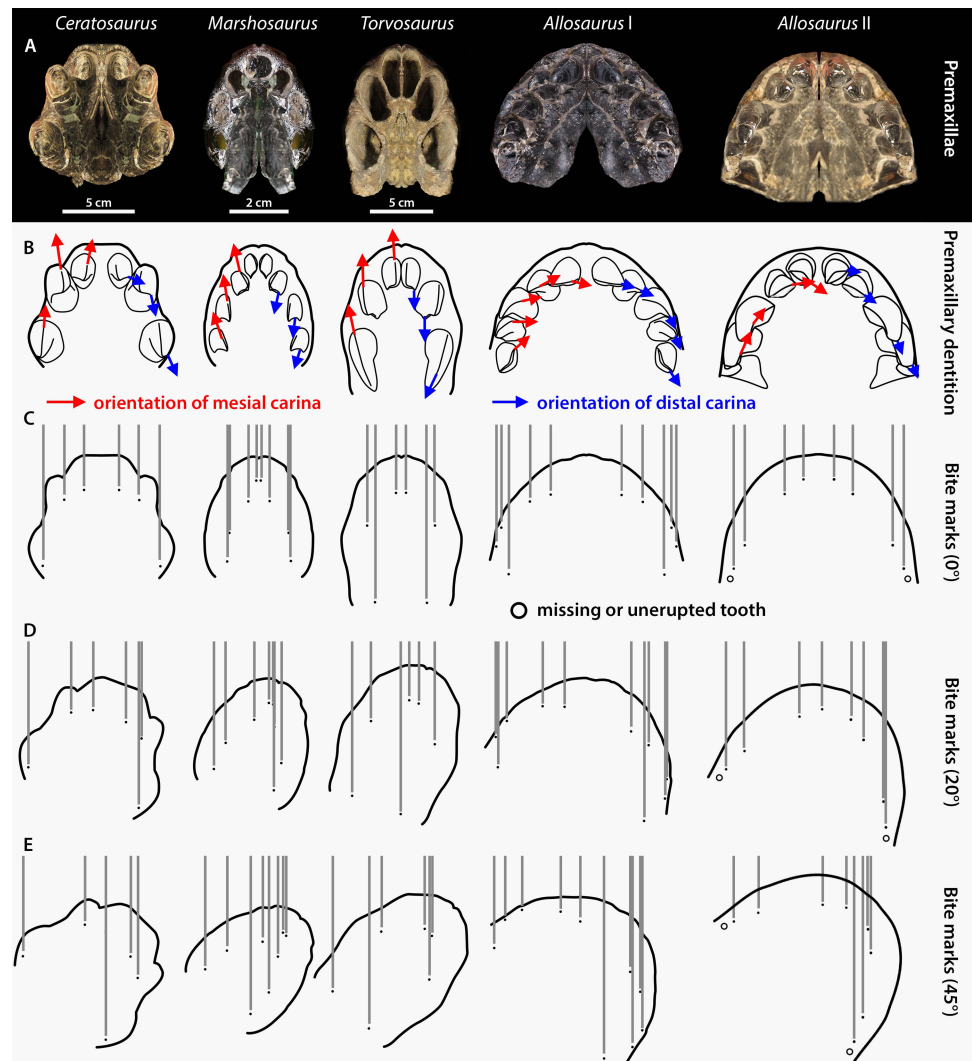 Ceratosaurus
Marshosaurus
Torvosaurus
Allosaurus I
Allosaurus II
A
Premaxillae
5 cm
2 cm
5 cm
B
Premaxillary dentition
orientation of mesial carina
orientation of distal carina
C
Bite marks (0°)
missing or unerupted tooth
D
Bite marks (20°)
E
Bite marks (45°)